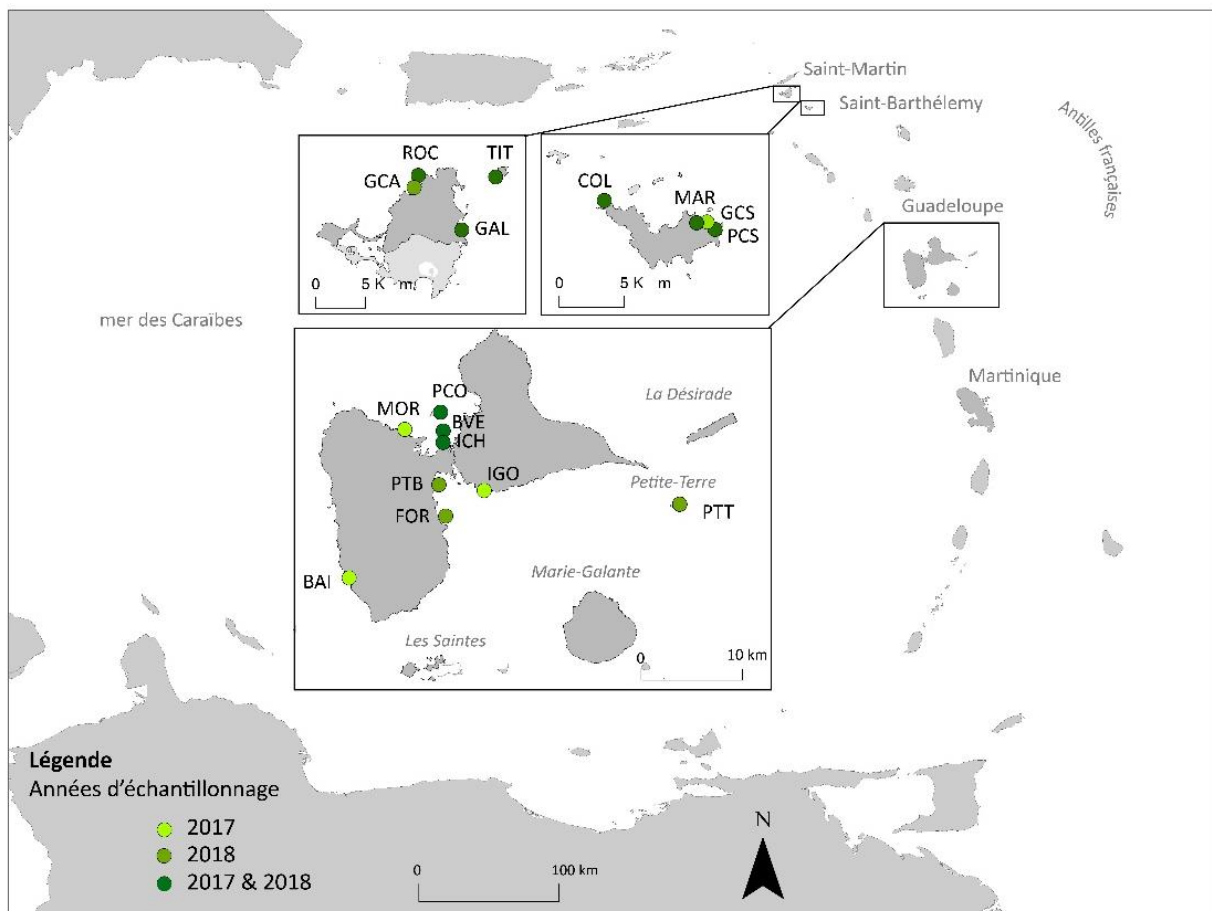 Saint-Martin
Saint-Barthélemy
Antilles françaises
Guadeloupe
Martinique
mer des Caraïbes
ROC
TIT
GCA
GAL
0 5 K m
COL
MAR
GCS
PCS
0 5 K m
PCO
MOR
BVE
ICH
La Désirade
PTB
IGO
Petite-Terre
FOR
PTT
BAI
Marie-Galante
Les Saintes
0 10 km
Légende
Années d'échantillonnage
2017
2018
2017 & 2018
0 100 km
N